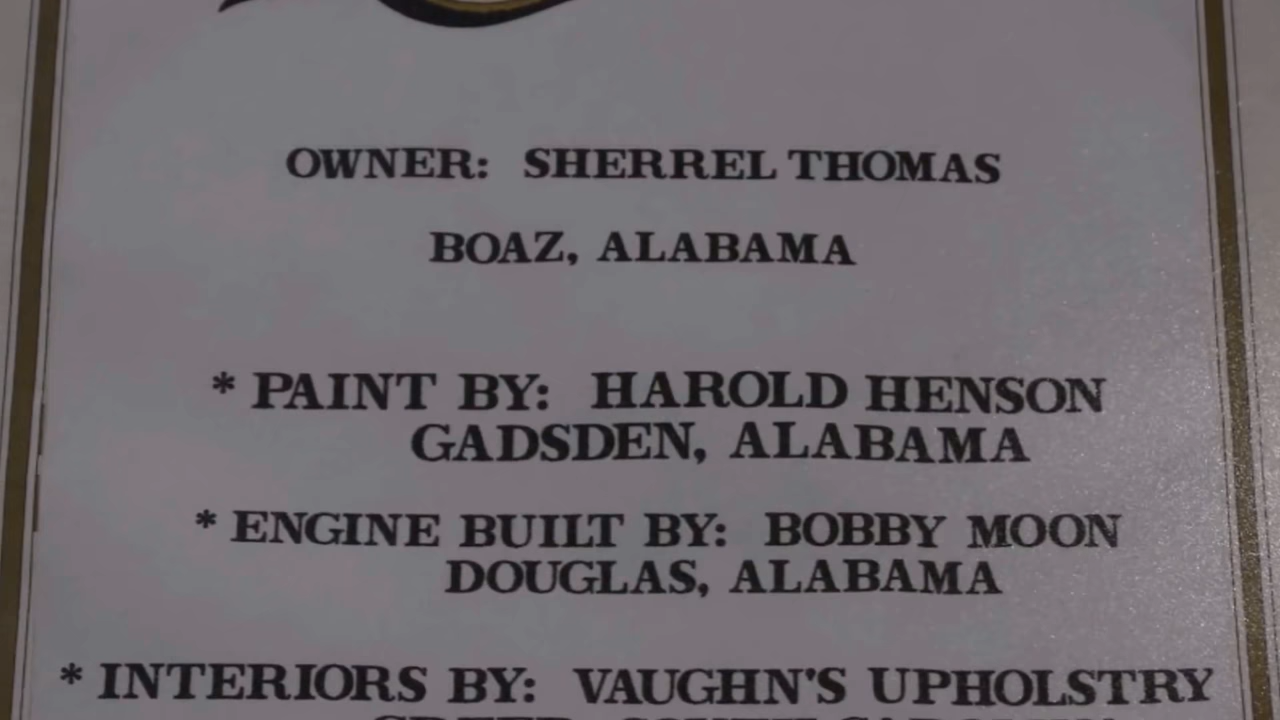 OWNER: SHERREL THOMAS
BOAZ, ALABAMA
* PAINT BY: HAROLD HENSON
GADSDEN, ALABAMA
* ENGINE BUILT BY: BOBBY MOON
DOUGLAS, ALABAMA
* INTERIORS BY: VAUGHN'S UPHOLSTRY